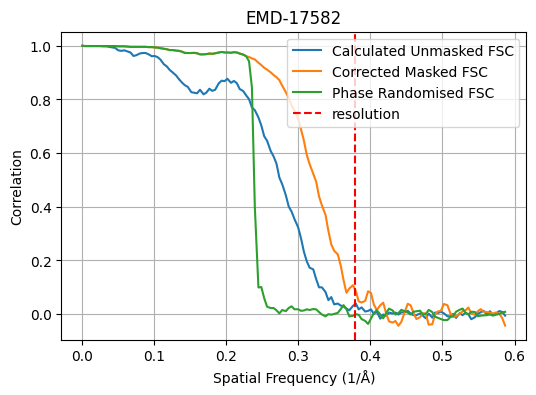 EMD-17582
Calculated Unmasked FSC
Corrected Masked FSC
Phase Randomised FSC
resolution
Correlation
1.0
0.8
0.6
0.4
0.2
0.0
0.0 0.1 0.2 0.3 0.4 0.5 0.6
Spatial Frequency (1/Å)